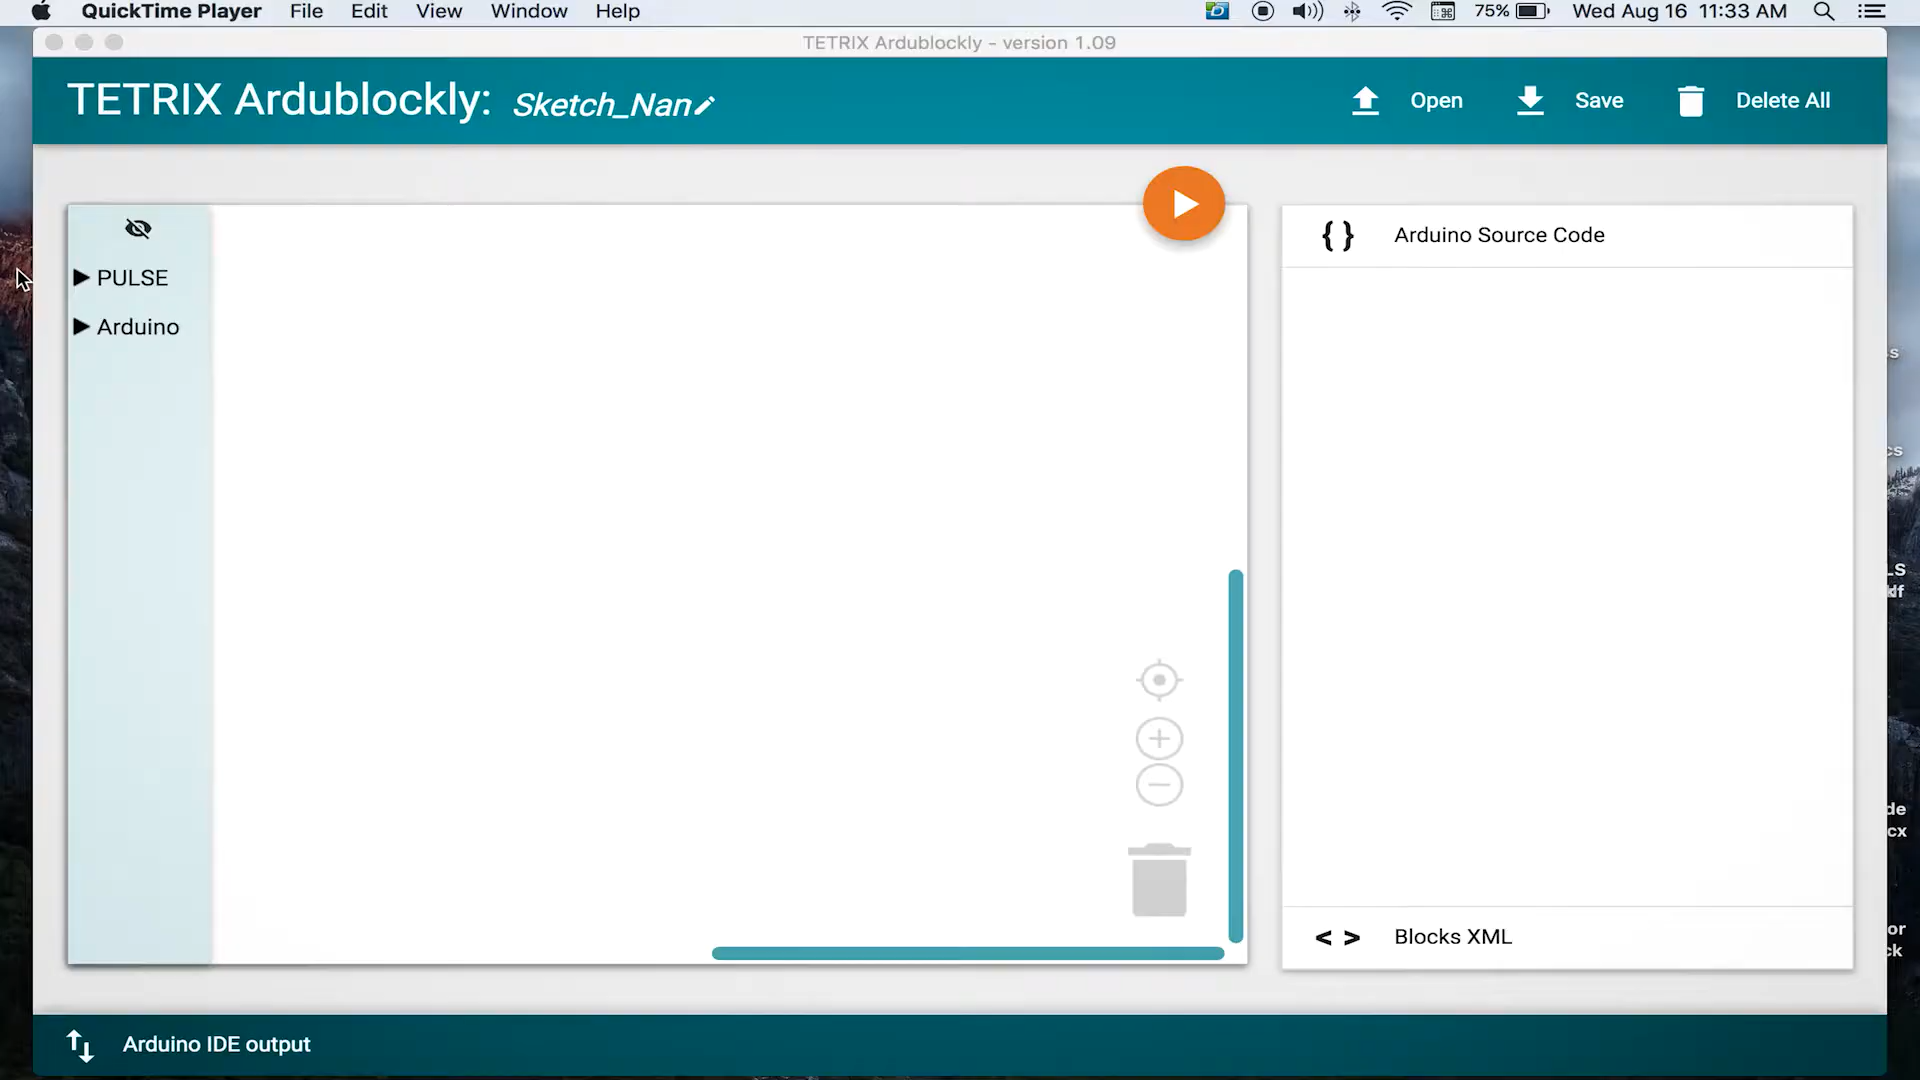 QuickTime Player File Edit View Window Help 75% Wed Aug 16 11:33 AM
TETRIX Ardublockly - version 1.09
TETRIX Ardublockly: Sketch_Nan Open Save Delete All
PULSE
Arduino
{ } Arduino Source Code
< > Blocks XML
Arduino IDE output